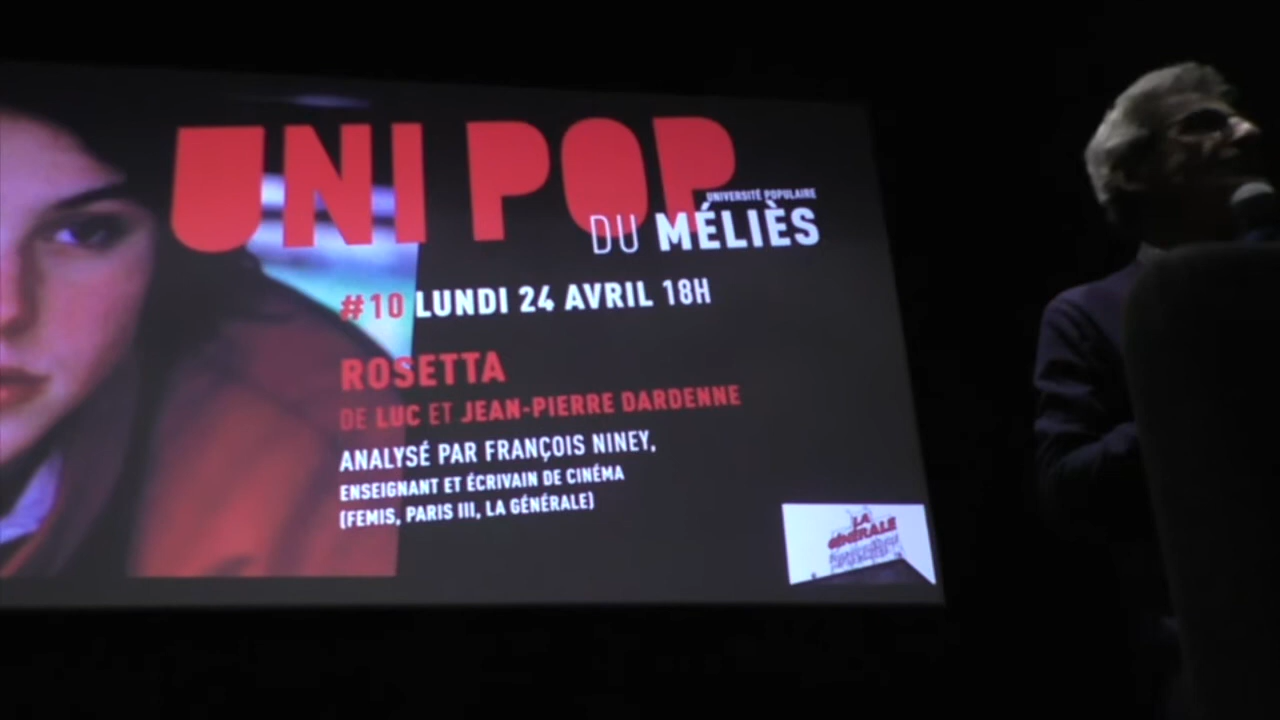 UNI POP
UNIVERSITÉ POPULAIRE
DU MÉLIÈS
#10 LUNDI 24 AVRIL 18H
ROSETTA
DE LUC ET JEAN-PIERRE DARDENNE
ANALYSÉ PAR FRANÇOIS NINEY,
ENSEIGNANT ET ÉCRIVAIN DE CINÉMA
(FEMIS, PARIS III, LA GÉNÉRALE)
LA
GÉNÉRALE